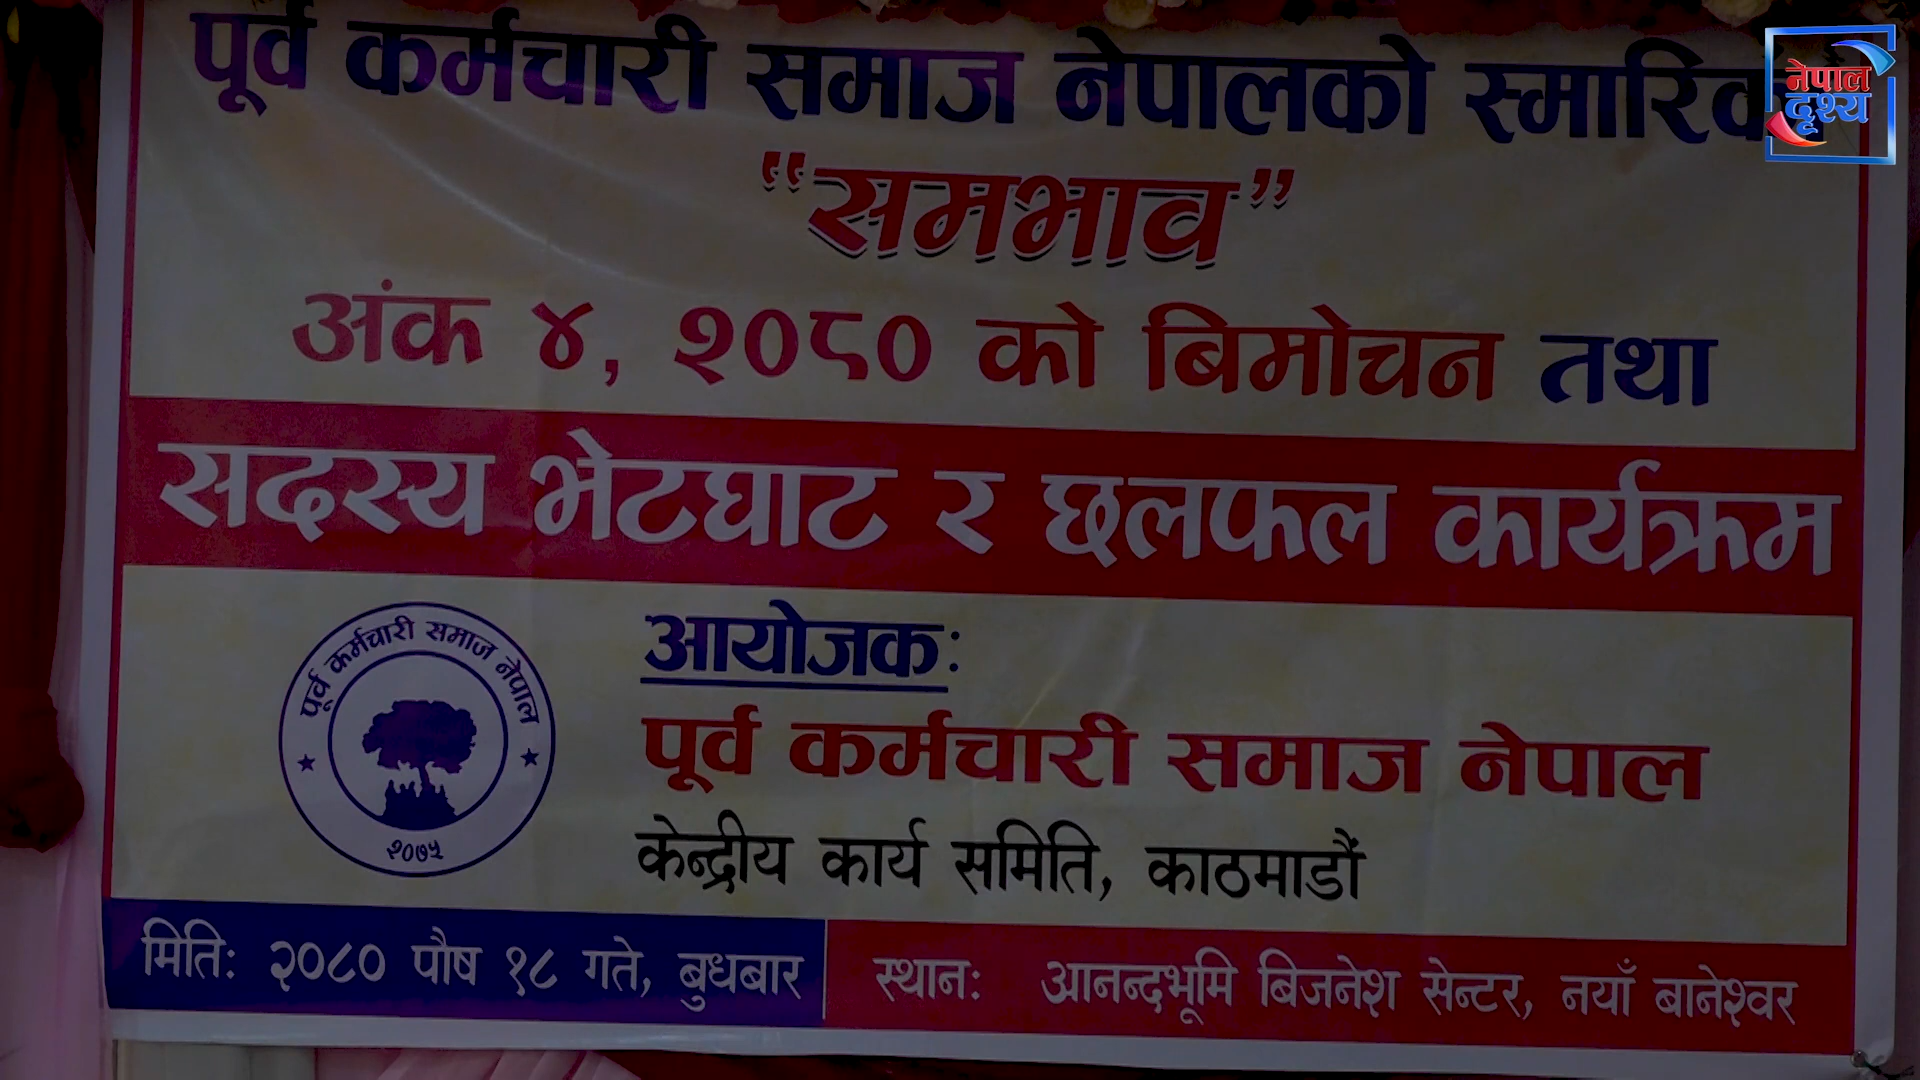 पूर्व कर्मचारी समाज नेपालको
“समभाव”
अंक ४, २०८० को बिमोचन तथा
सदस्य भेटघाट र छलफल कार्यक्रम
पूर्व कर्मचारी समाज नेपाल
२०७५
आयोजक:
पूर्व कर्मचारी समाज नेपाल
केन्द्रीय कार्य समिति, काठमाडौं
मिति: २०८० पौष १८ गते, बुधबार
स्थान: आनन्दभूमि बिजनेश सेन्टर, नयाँ बानेश्वर
नेपाल
दृश्य